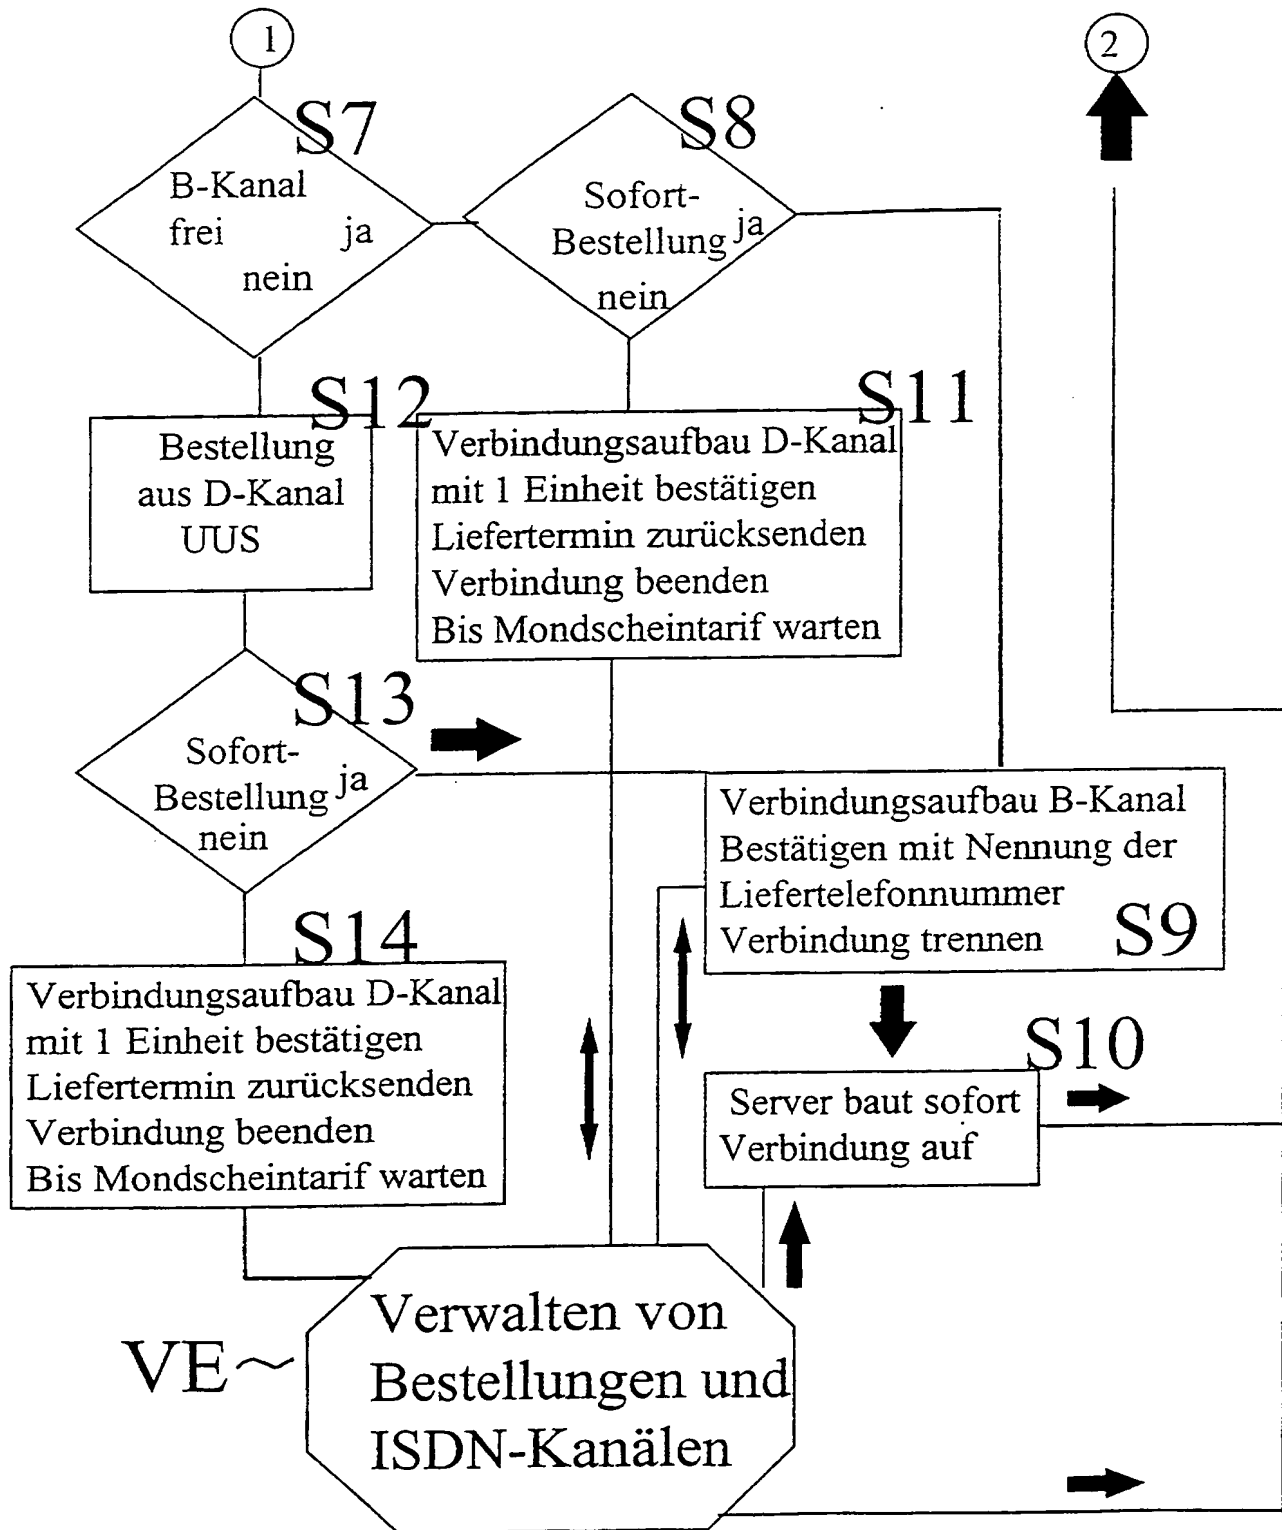 1
2
S7
B-Kanal
frei ja
nein
S8
Sofort-
Bestellung ja
nein
S12
Bestellung
aus D-Kanal
UUS
S11
Verbindungsaufbau D-Kanal
mit 1 Einheit bestätigen
Liefertermin zurücksenden
Verbindung beenden
Bis Mondscheintarif warten
S13
Sofort-
Bestellung ja
nein
Verbindungsaufbau B-Kanal
Bestätigen mit Nennung der
Liefertelefonnummer
Verbindung trennen S9
S14
Verbindungsaufbau D-Kanal
mit 1 Einheit bestätigen
Liefertermin zurücksenden
Verbindung beenden
Bis Mondscheintarif warten
S10
Server baut sofort
Verbindung auf
VE
Verwalten von
Bestellungen und
ISDN-Kanälen